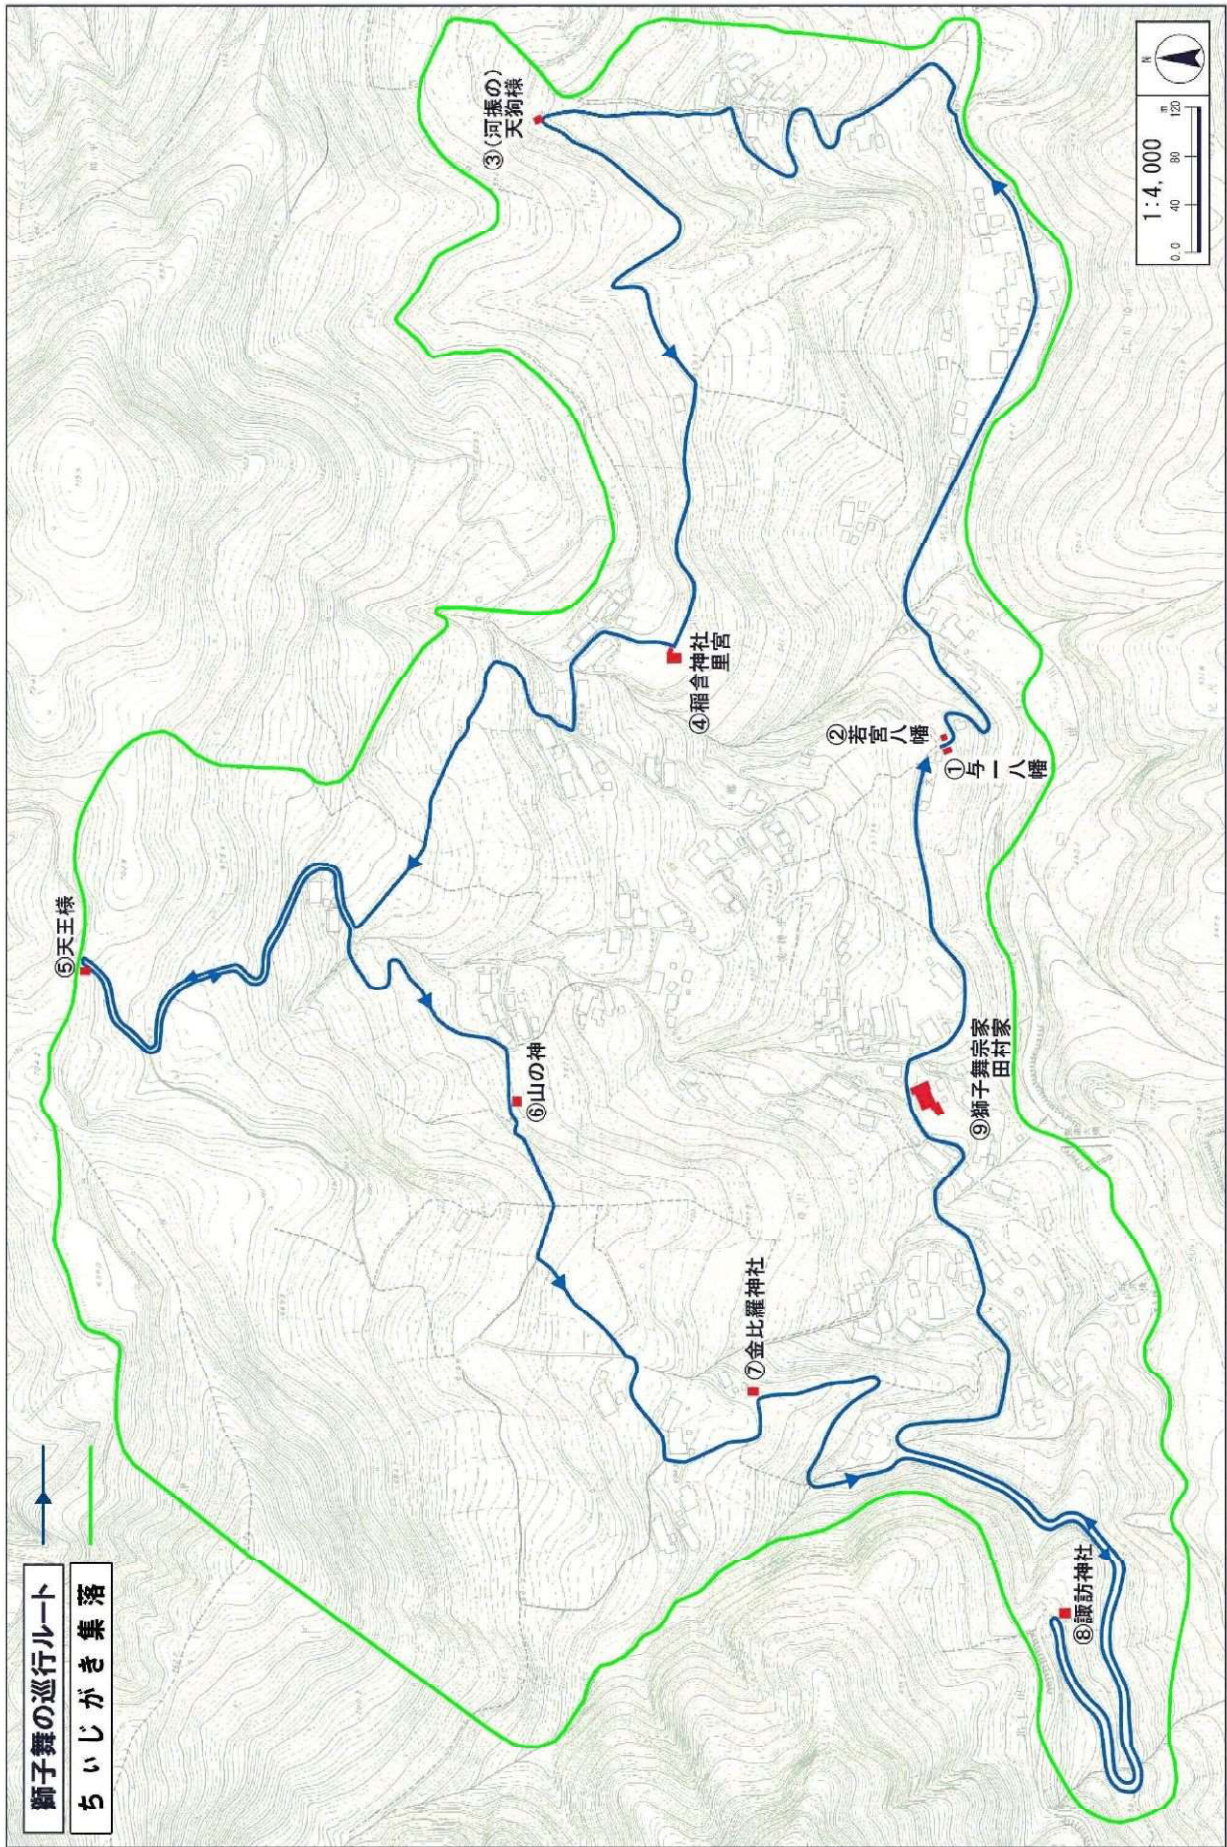 獅子舞の巡行ルート
ちいじがき集落
①与一八幡
②若宮八幡
③(河振の)
天狗様
④稲含神社
里宮
⑤天王様
⑥山の神
⑦金比羅神社
⑧諏訪神社
⑨獅子舞宗家
田村家
N
1:4,000
0.0 40 80 120
m